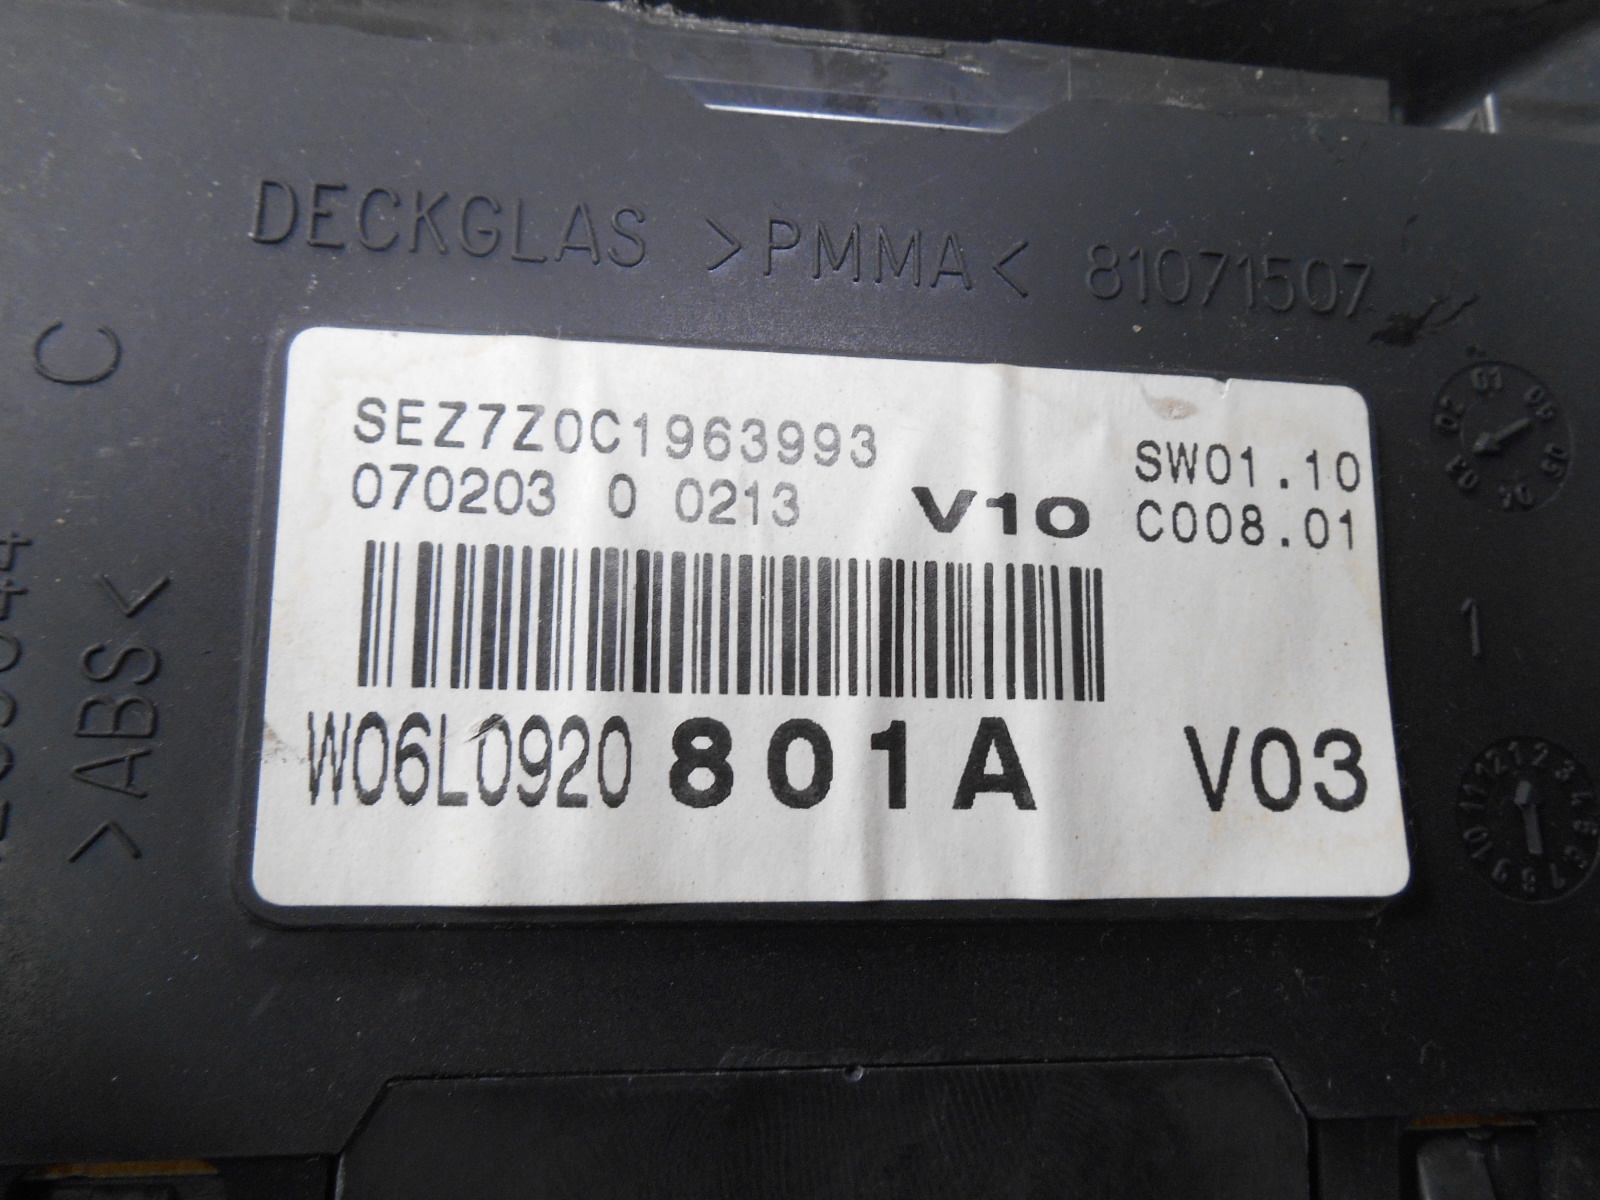 DECKGLAS >PMMA< 81071507
C
>ABS<
SEZ7Z0C1963993
070203 0 0213
V10
SW01.10
C008.01
W06L0920 801A V03
1